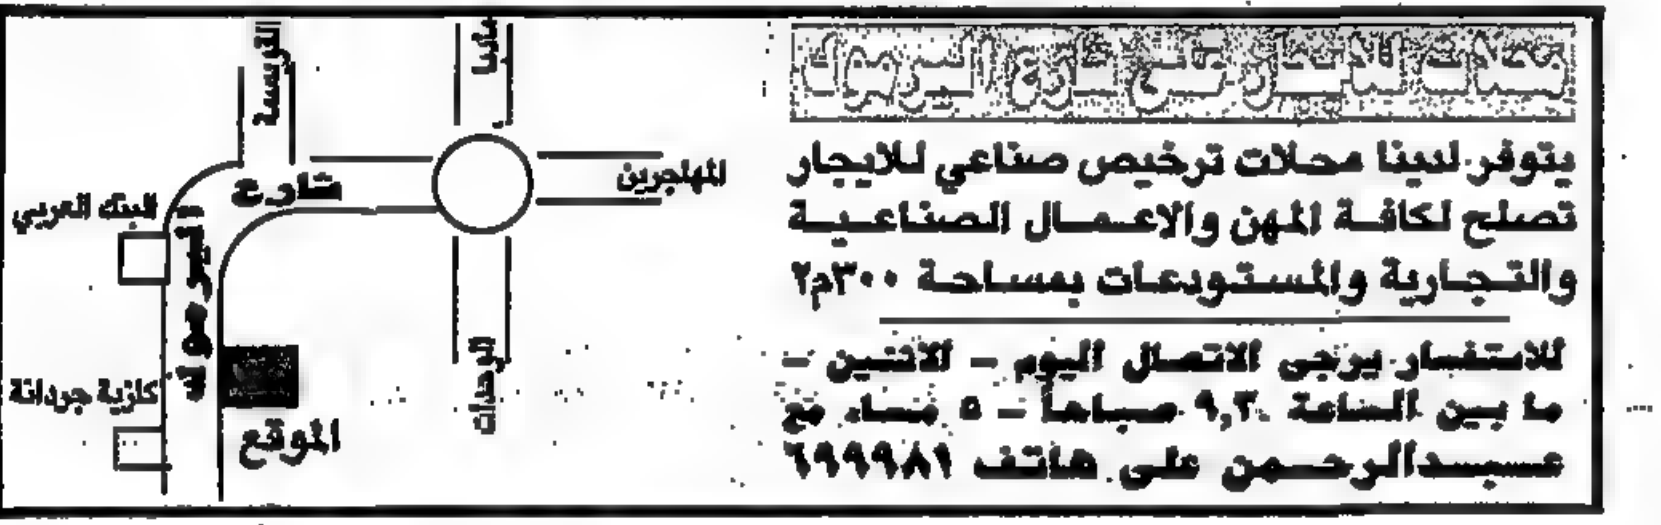 محلات للايجار على شارع اليرموك
يتوفر لدينا محلات ترخيص صناعي للايجار
تصلح لكافة المهن والاعمال الصناعية
والتجارية والمستودعات بمساحة ٣٠٠م٢
للاستفسار يرجى الاتصال اليوم - الاثنين -
ما بين الساعة ٩,٣٠ صباحاً - ٥ مساء مع
عبدالرحمن على هاتف ٦٩٩٩٨١
مادبا
المهاجرين
شارع
اليرموك
البنك العربي
كازية جردانة
الموقع
الوحدات